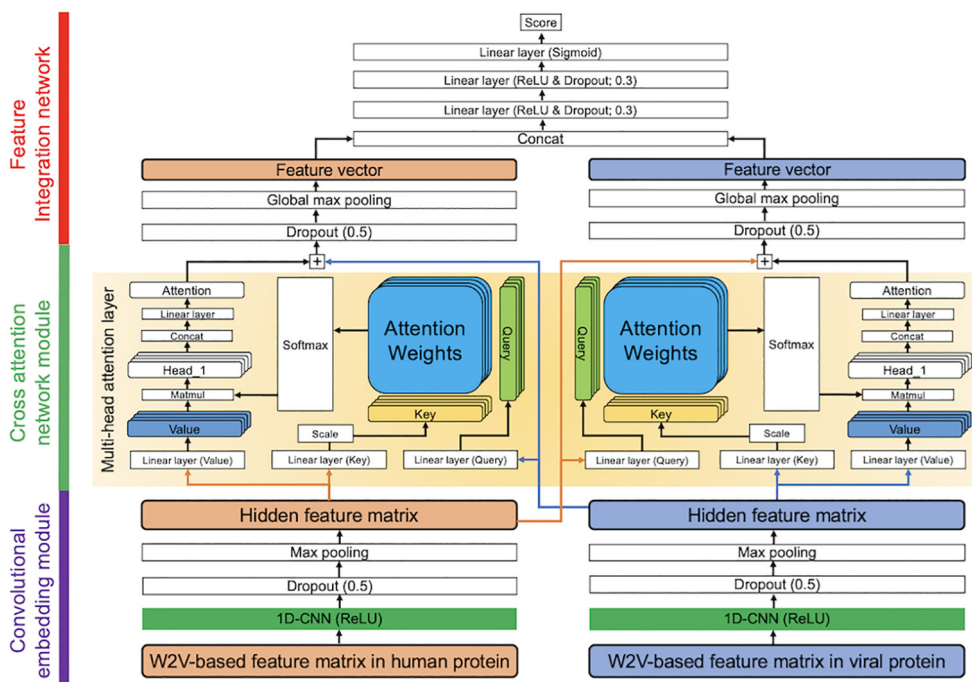 Score
Linear layer (Sigmoid)
Linear layer (ReLU & Dropout; 0.3)
Linear layer (ReLU & Dropout; 0.3)
Concat
Feature
Integration network
Feature vector
Feature vector
Global max pooling
Global max pooling
Dropout (0.5)
Dropout (0.5)
+
+
Cross attention
network module
Multi-head attention layer
Attention
Linear layer
Concat
Head_1
Matmul
Value
Linear layer (Value)
Softmax
Attention
Weights
Key
Scale
Linear layer (Key)
Query
Linear layer (Query)
Query
Linear layer (Query)
Attention
Weights
Key
Scale
Linear layer (Key)
Softmax
Attention
Linear layer
Concat
Head_1
Matmul
Value
Linear layer (Value)
Convolutional
embedding module
Hidden feature matrix
Hidden feature matrix
Max pooling
Max pooling
Dropout (0.5)
Dropout (0.5)
1D-CNN (ReLU)
1D-CNN (ReLU)
W2V-based feature matrix in human protein
W2V-based feature matrix in viral protein